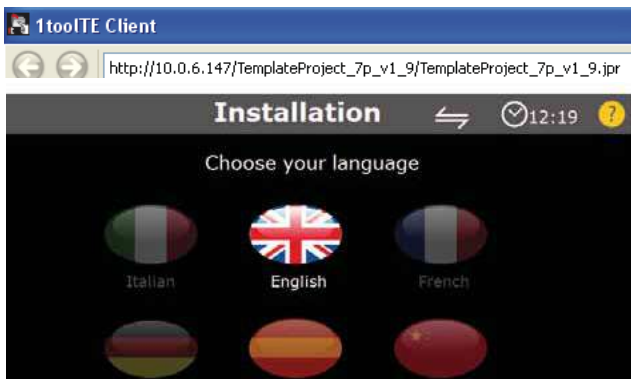 1toolTE Client
http://10.0.6.147/TemplateProject_7p_v1_9/TemplateProject_7p_v1_9.jpr
Installation 12:19 ?
Choose your language
Italian English French